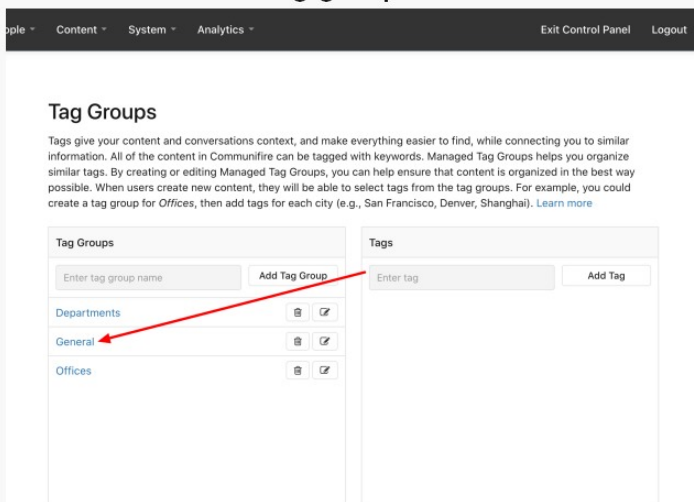 Content System Analytics Exit Control Panel Logout
Tag Groups
Tags give your content and conversations context, and make everything easier to find, while connecting you to similar
information. All of the content in Communifire can be tagged with keywords. Managed Tag Groups helps you organize
similar tags. By creating or editing Managed Tag Groups, you can help ensure that content is organized in the best way
possible. When users create new content, they will be able to select tags from the tag groups. For example, you could
create a tag group for Offices, then add tags for each city (e.g., San Francisco, Denver, Shanghai). Learn more
Tag Groups
Enter tag group name Add Tag Group
Departments
General
Offices
Tags
Enter tag Add Tag